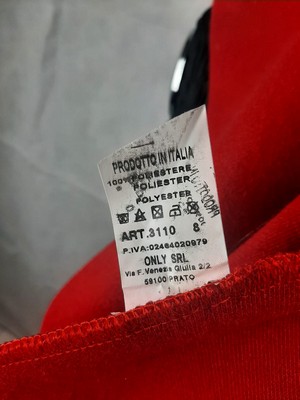 PRODOTTO IN ITALIA
100% POLIESTERE
POLIESTER
POLYESTER
ART.3110 8
P.IVA:02464020979
ONLY SRL
Via F. Venezia Giulia 2/2
59100 PRATO